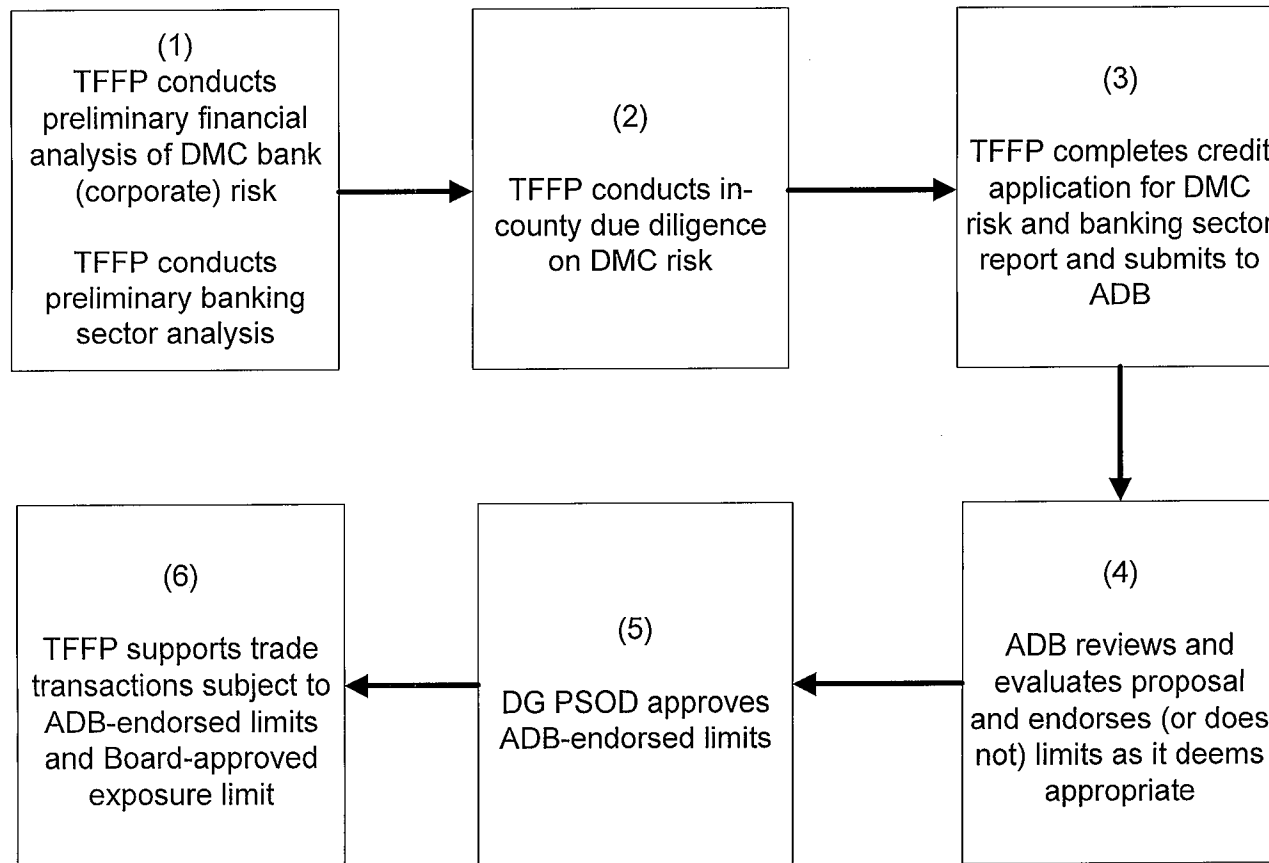 (1)
TFFP conducts
preliminary financial
analysis of DMC bank
(corporate) risk
TFFP conducts
preliminary banking
sector analysis
(2)
TFFP conducts in-
county due diligence
on DMC risk
(3)
TFFP completes credit
application for DMC
risk and banking sector
report and submits to
ADB
(4)
ADB reviews and
evaluates proposal
and endorses (or does
not) limits as it deems
appropriate
(5)
DG PSOD approves
ADB-endorsed limits
(6)
TFFP supports trade
transactions subject to
ADB-endorsed limits
and Board-approved
exposure limit